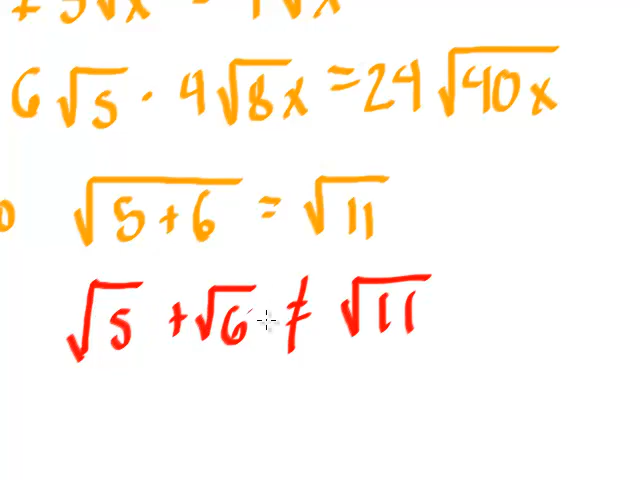 6√5 · 4√8x = 24√40x
√5+6 = √11
√5 + √6 ≠ √11